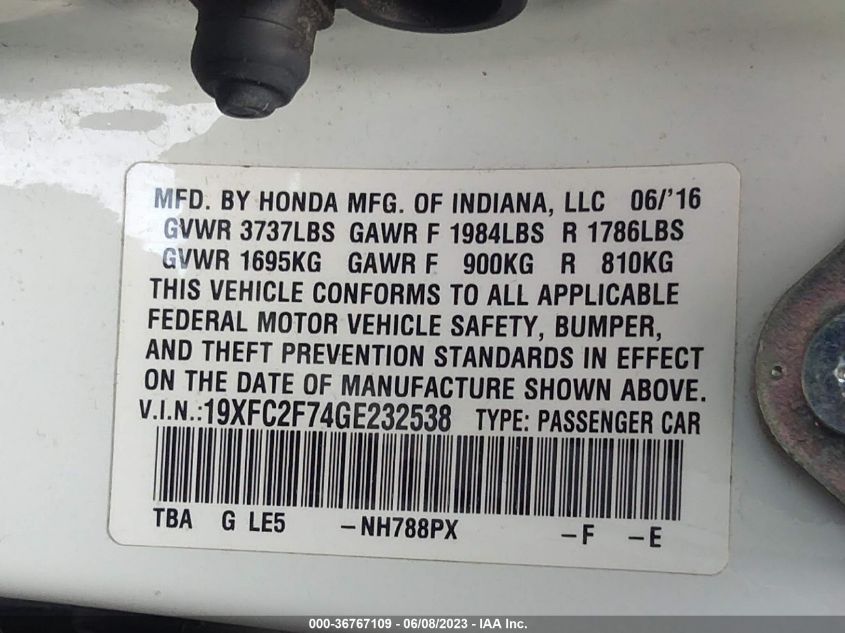 MFD. BY HONDA MFG. OF INDIANA, LLC 06/'16
GVWR 3737LBS GAWR F 1984LBS R 1786LBS
GVWR 1695KG GAWR F 900KG R 810KG
THIS VEHICLE CONFORMS TO ALL APPLICABLE
FEDERAL MOTOR VEHICLE SAFETY, BUMPER,
AND THEFT PREVENTION STANDARDS IN EFFECT
ON THE DATE OF MANUFACTURE SHOWN ABOVE.
V.I.N.:19XFC2F74GE232538 TYPE: PASSENGER CAR
TBA G LE5 –NH788PX –F –E
000-36767109 - 06/08/2023 - IAA Inc.